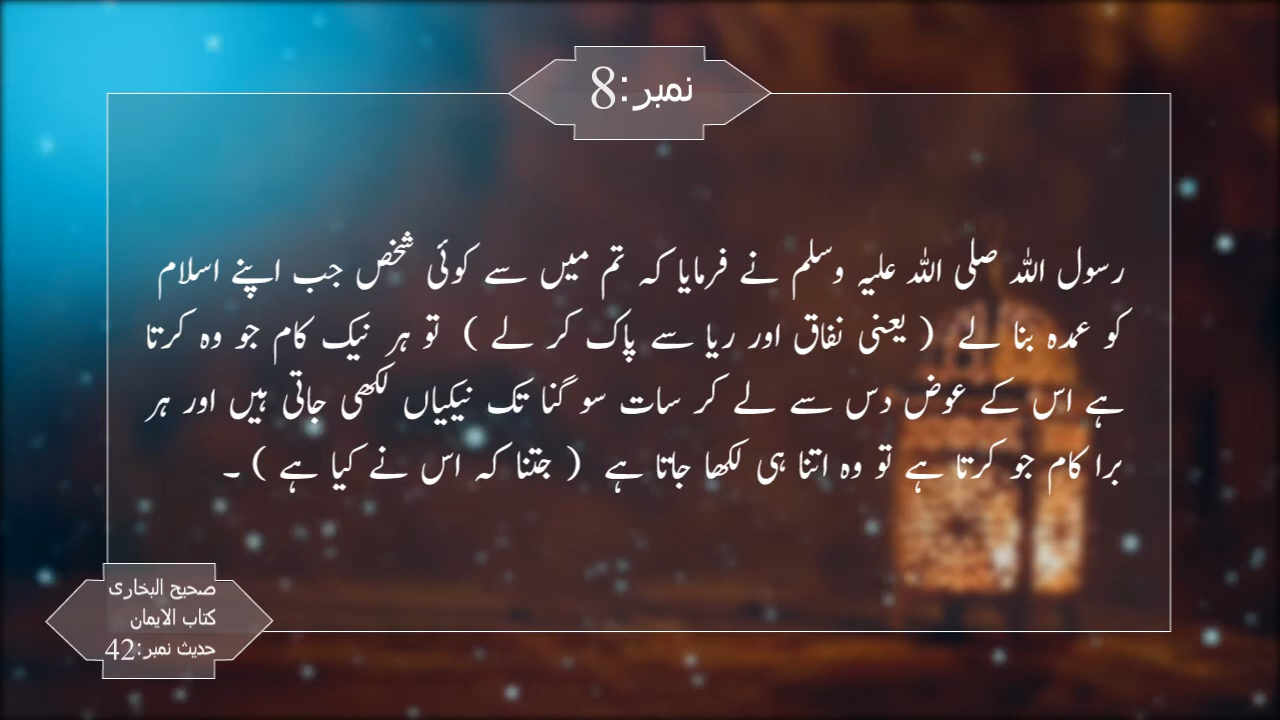 نمبر:8
رسول اللہ صلی اللہ علیہ وسلم نے فرمایا کہ تم میں سے کوئی شخص جب اپنے اسلام
کو عمدہ بنا لے ( یعنی نفاق اور ریا سے پاک کر لے ) تو ہر نیک کام جو وہ کرتا
ہے اس کے عوض دس سے لے کر سات سو گنا تک نیکیاں لکھی جاتی ہیں اور ہر
برا کام جو کرتا ہے تو وہ اتنا ہی لکھا جاتا ہے ( جتنا کہ اس نے کیا ہے ) ۔
صحیح البخاری
کتاب الایمان
حدیث نمبر:42